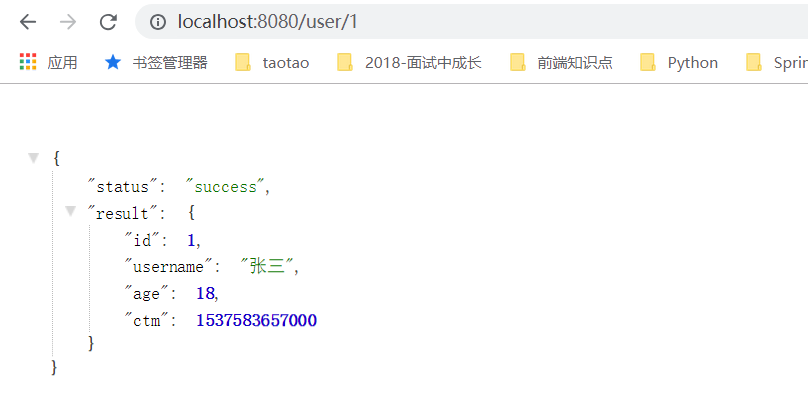 localhost:8080/user/1
应用 书签管理器 taotao 2018-面试中成长 前端知识点 Python Sprin
{
"status": "success",
"result": {
"id": 1,
"username": "张三",
"age": 18,
"ctm": 1537583657000
}
}